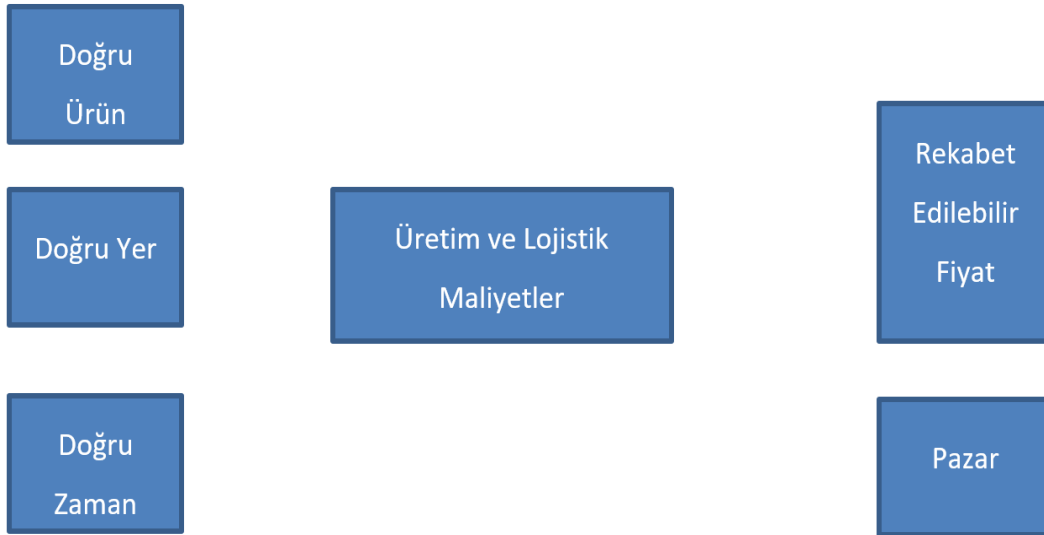 Doğru
Ürün
Doğru Yer
Doğru
Zaman
Üretim ve Lojistik
Maliyetler
Rekabet
Edilebilir
Fiyat
Pazar